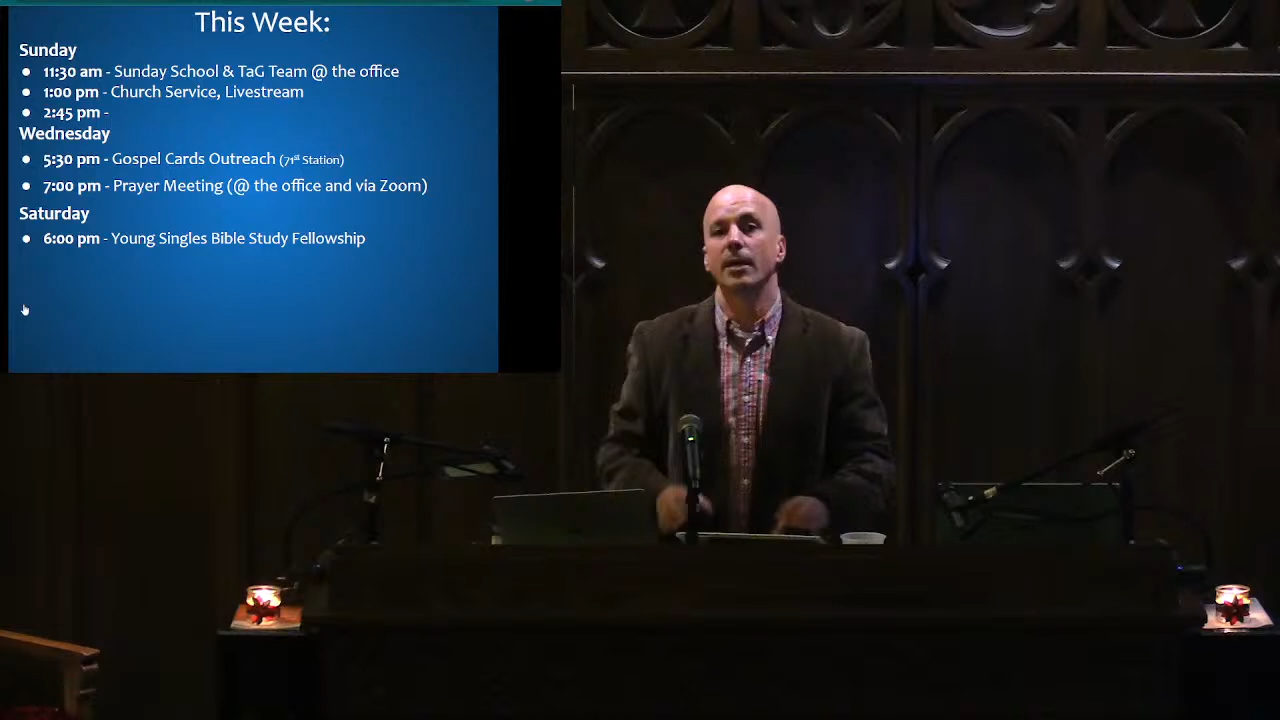 This Week:
Sunday
• 11:30 am - Sunday School & TaG Team @ the office
• 1:00 pm - Church Service, Livestream
• 2:45 pm -
Wednesday
• 5:30 pm - Gospel Cards Outreach (71st Station)
• 7:00 pm - Prayer Meeting (@ the office and via Zoom)
Saturday
• 6:00 pm - Young Singles Bible Study Fellowship